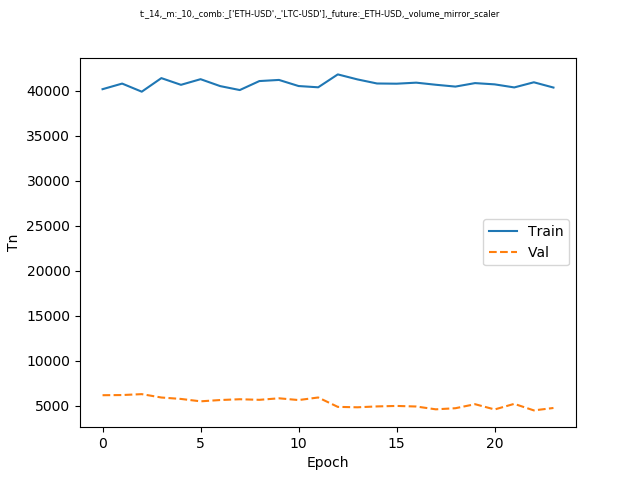 t:_14,_m:_10,_comb:_['ETH-USD',_'LTC-USD'],_future:_ETH-USD,_volume_mirror_scaler
40000
35000
30000
25000
20000
15000
10000
5000
Tn
Train
Val
0 5 10 15 20
Epoch